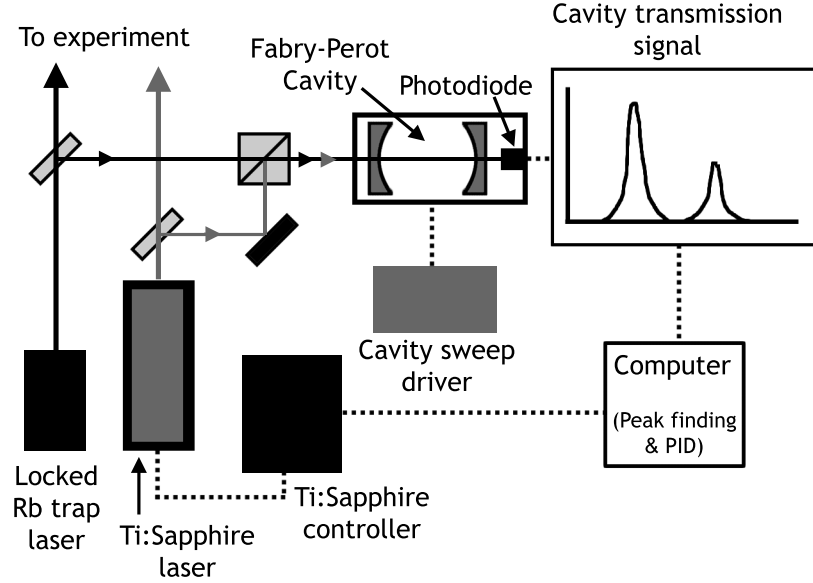 To experiment
Fabry-Perot
Cavity
Photodiode
Cavity transmission
signal
Cavity sweep
driver
Computer
(Peak finding
& PID)
Locked
Rb trap
laser
Ti:Sapphire
laser
Ti:Sapphire
controller